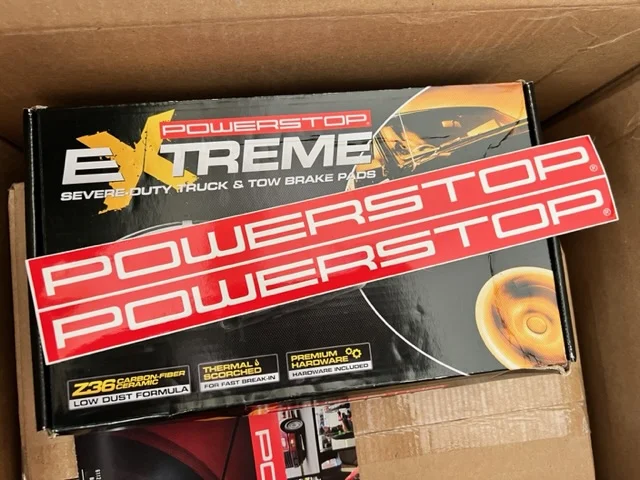 POWERSTOP
EXTREME
SEVERE-DUTY TRUCK & TOW BRAKE PADS
POWERSTOP®
POWERSTOP®
Z36 CARBON-FIBER CERAMIC
LOW DUST FORMULA
THERMAL SCORCHED
FOR FAST BREAK-IN
PREMIUM HARDWARE
HARDWARE INCLUDED
PO